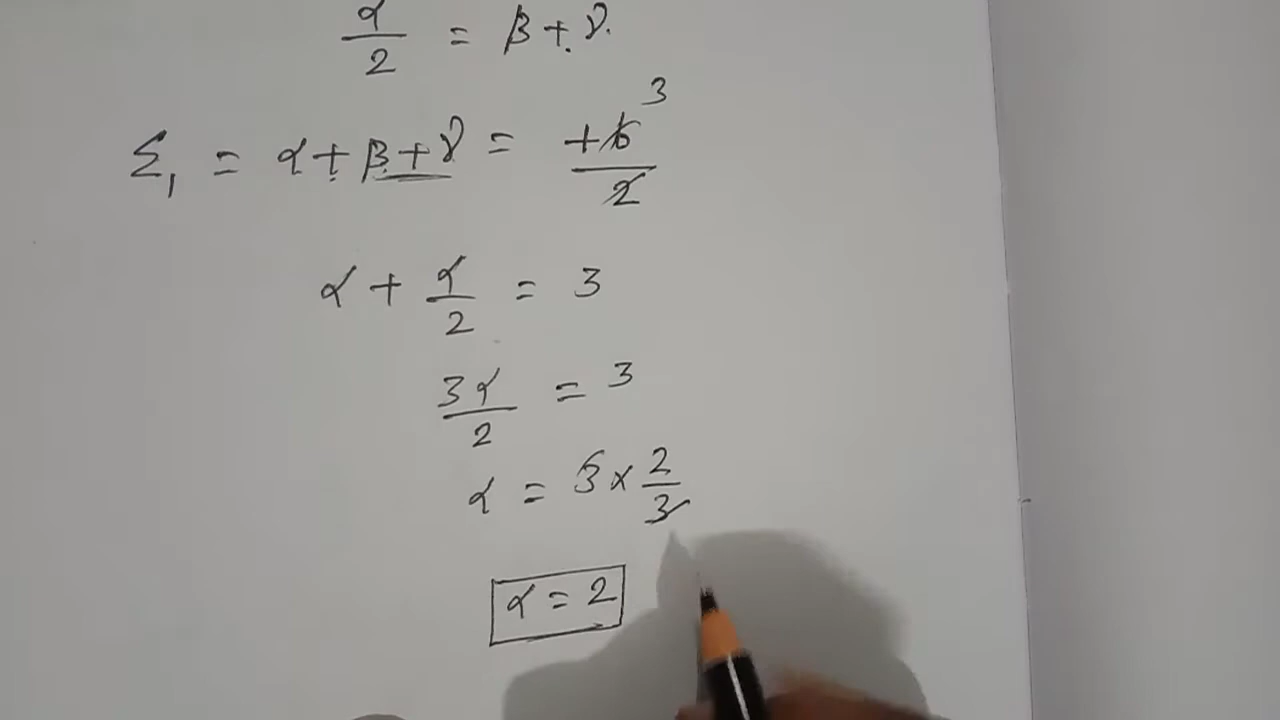 α/2 = β + γ
Σ₁ = α + β + γ = +6/2 3
α + α/2 = 3
3α/2 = 3
α = 3 × 2/3
α = 2